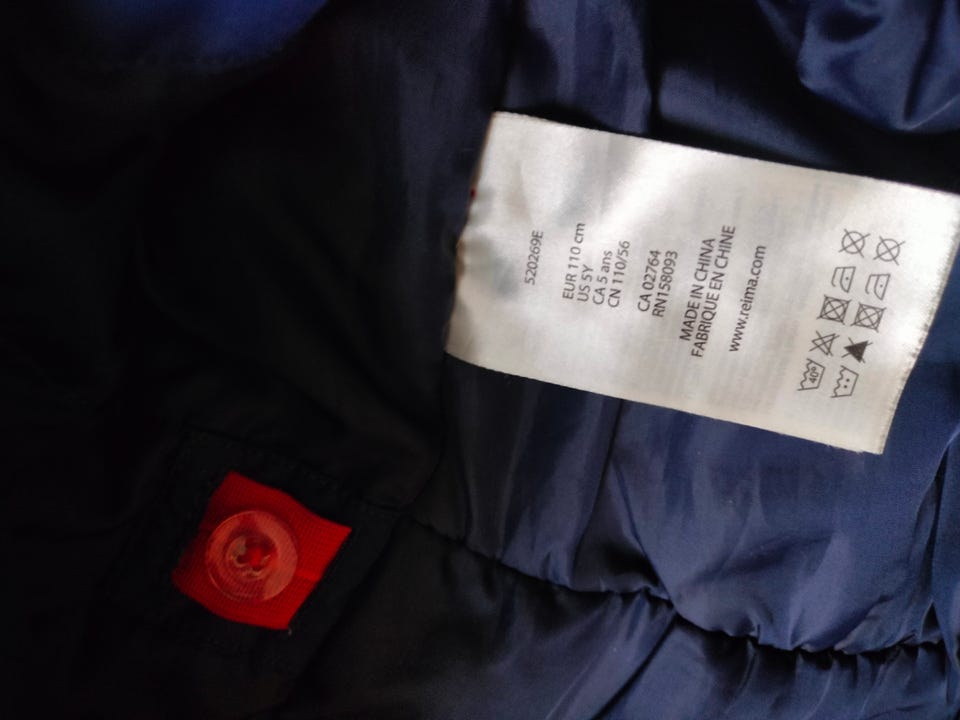 520269E
EUR 110 cm
US 5Y
CA 5 ans
CN 110/56
CA 02764
RN158093
MADE IN CHINA
FABRIQUE EN CHINE
www.reima.com
40°